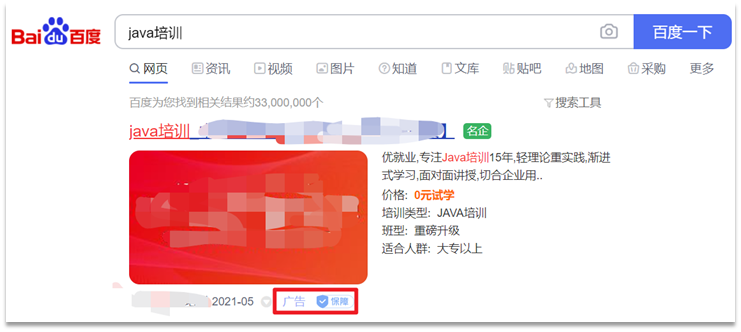 Bai du 百度
java培训
百度一下
网页 资讯 视频 图片 知道 文库 贴吧 地图 采购 更多
百度为您找到相关结果约33,000,000个
搜索工具
java培训
名企
优就业,专注Java培训15年,轻理论重实践,渐进
式学习,面对面讲授,切合企业用..
价格: 0元试学
培训类型: JAVA培训
班型: 重磅升级
适合人群: 大专以上
2021-05 广告 保障